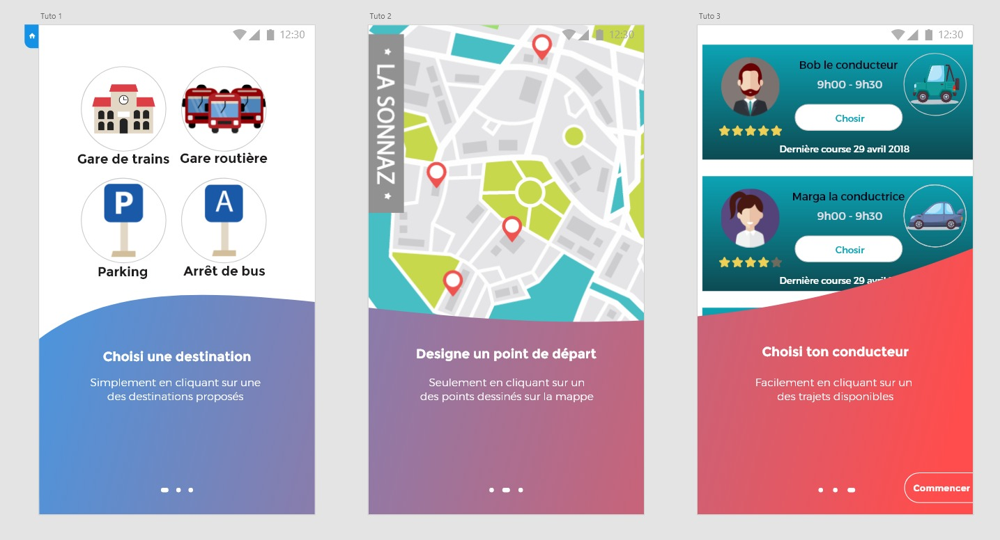 Tuto 1
12:30
Gare de trains
Gare routière
P
A
Parking
Arrêt de bus
Choisi une destination
Simplement en cliquant sur une
des destinations proposés
Tuto 2
12:30
LA SONNAZ
Designe un point de départ
Seulement en cliquant sur un
des points dessinés sur la mappe
Tuto 3
12:30
Bob le conducteur
9h00 - 9h30
Chosir
Dernière course 29 avril 2018
Marga la conductrice
9h00 - 9h30
Chosir
Dernière course 29 avril
Choisi ton conducteur
Facilement en cliquant sur un
des trajets disponibles
Commencer